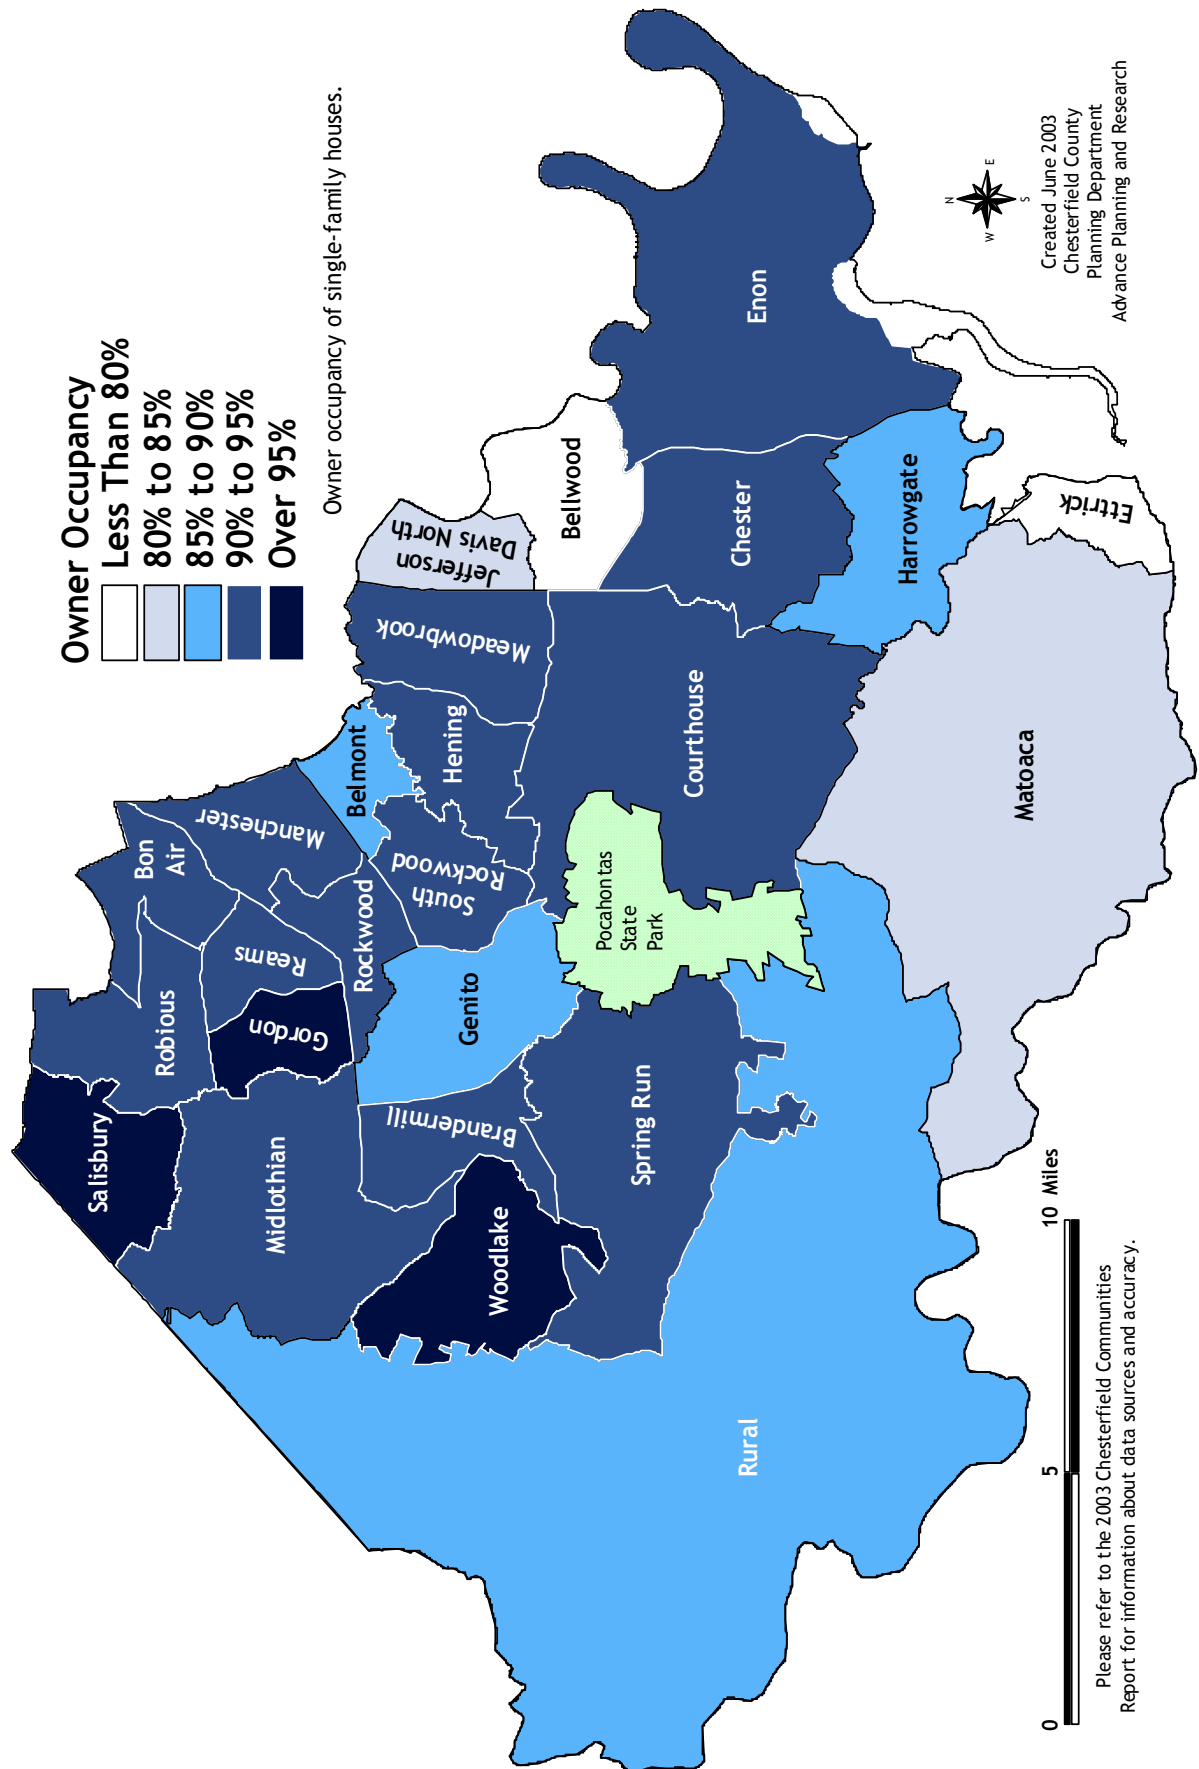 Owner Occupancy
Less Than 80%
80% to 85%
85% to 90%
90% to 95%
Over 95%
Owner occupancy of single-family houses.
Salisbury
Robious
Bon
Air
Manchester
Reams
Gordon
Midlothian
Rockwood
Belmont
South
Rockwood
Hening
Meadowbrook
Jefferson
Davis North
Bellwood
Genito
Brandermill
Woodlake
Spring Run
Pocahontas
State
Park
Courthouse
Chester
Enon
Harrowgate
Ettrick
Matoaca
Rural
N
W
E
S
Created June 2003
Chesterfield County
Planning Department
Advance Planning and Research
0
5
10 Miles
Please refer to the 2003 Chesterfield Communities
Report for information about data sources and accuracy.